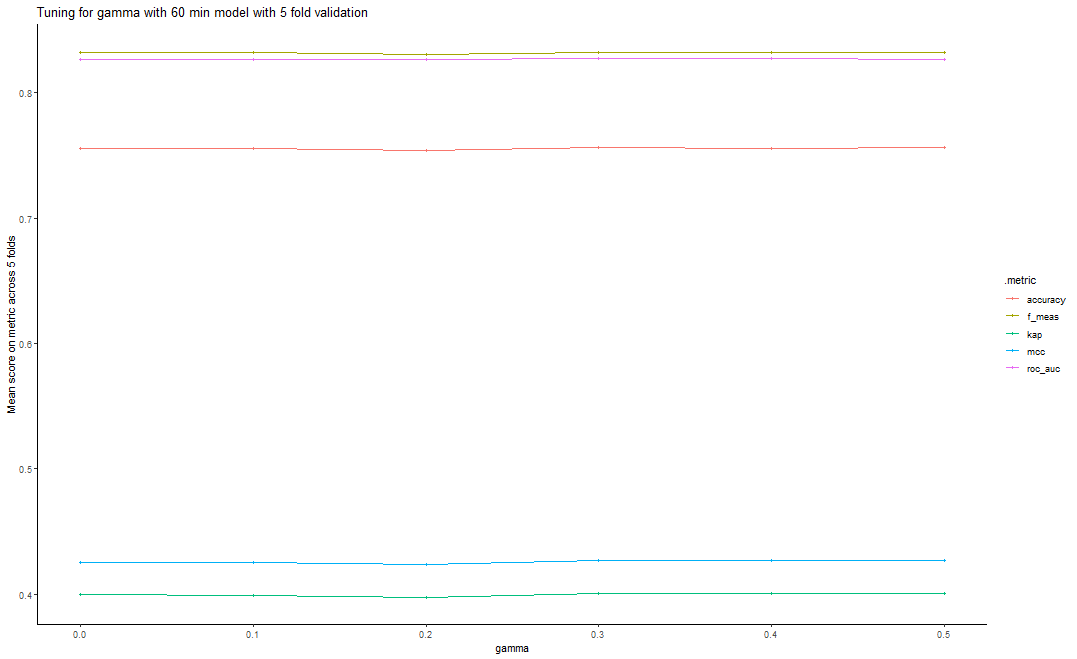 Tuning for gamma with 60 min model with 5 fold validation
Mean score on metric across 5 folds
0.8
0.7
0.6
0.5
0.4
0.0 0.1 0.2 0.3 0.4 0.5
gamma
.metric
accuracy
f_meas
kap
mcc
roc_auc